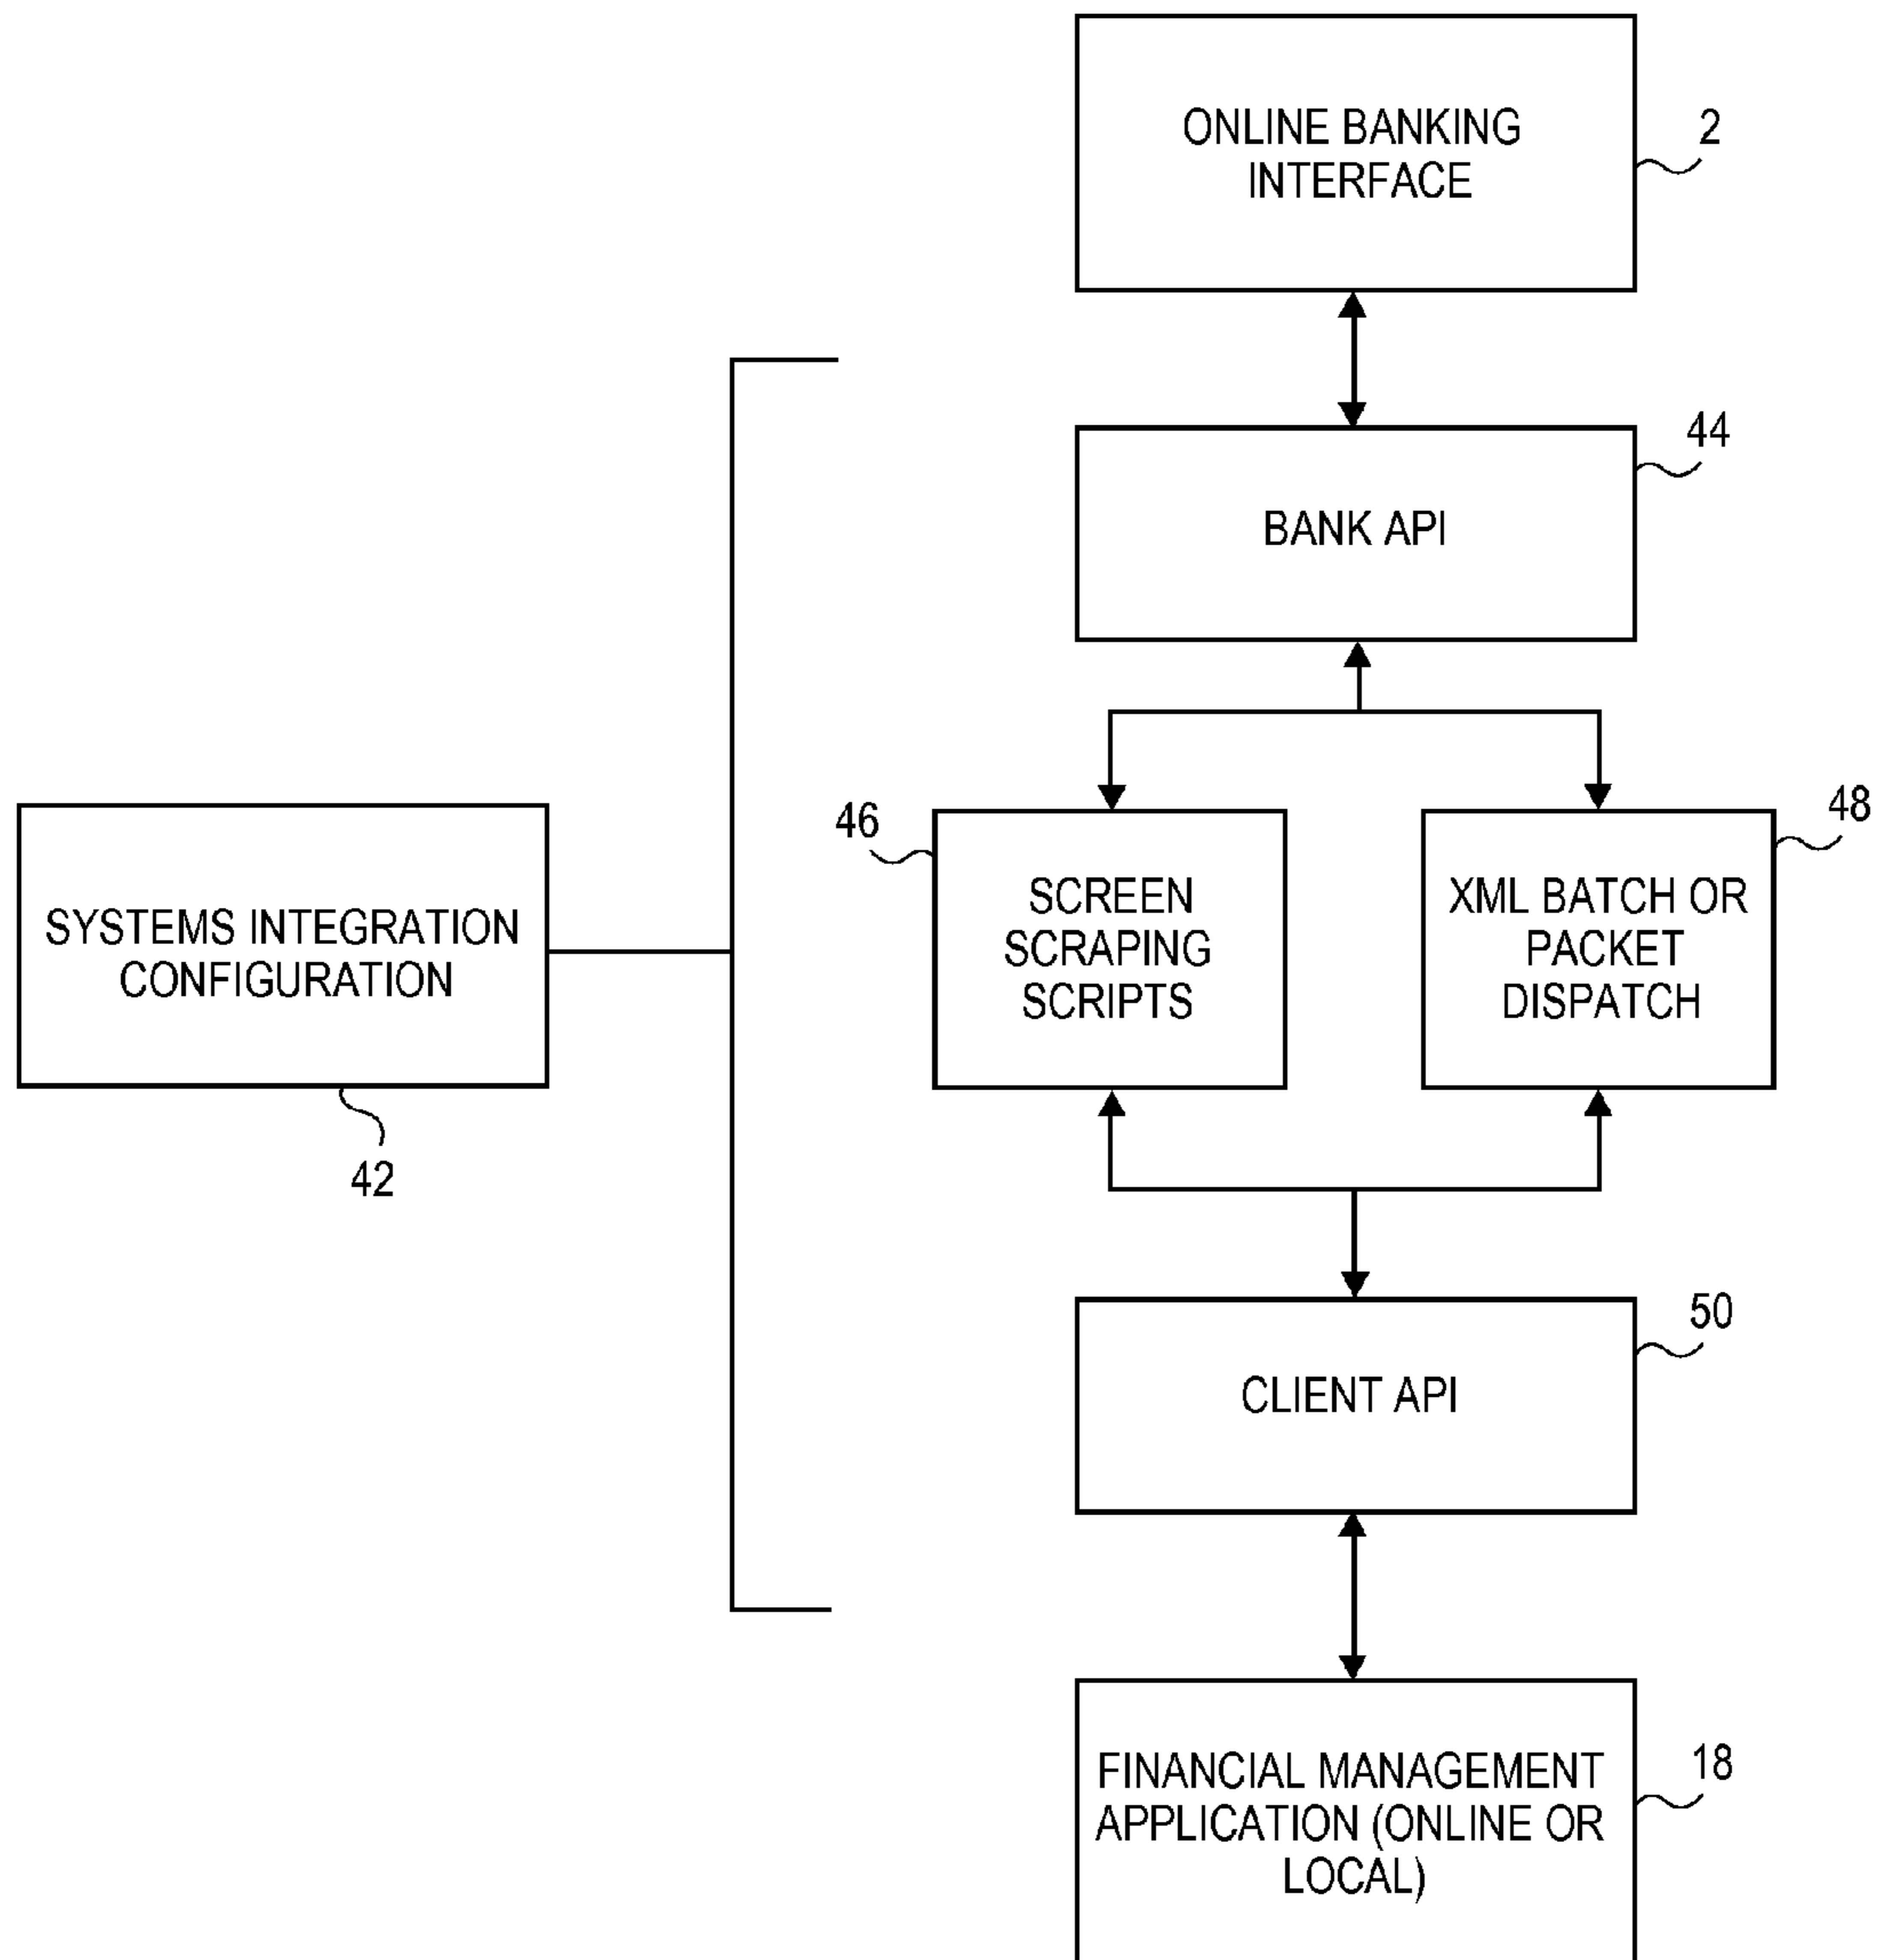 ONLINE BANKING
INTERFACE
2
BANK API
44
SYSTEMS INTEGRATION
CONFIGURATION
42
46
SCREEN
SCRAPING
SCRIPTS
XML BATCH OR
PACKET
DISPATCH
48
CLIENT API
50
FINANCIAL MANAGEMENT
APPLICATION (ONLINE OR
LOCAL)
18